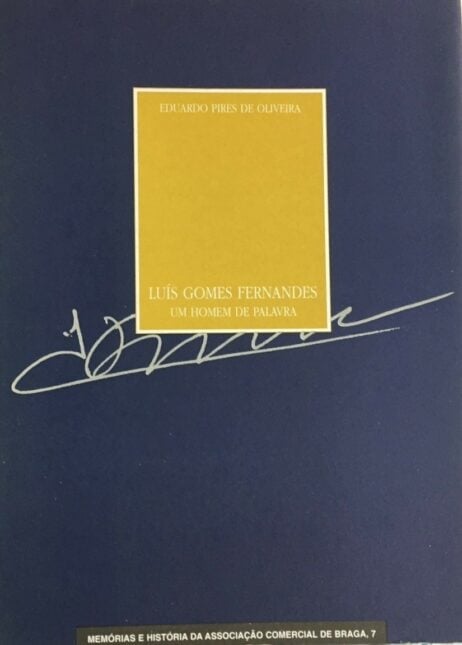 EDUARDO PIRES DE OLIVEIRA
LUÍS GOMES FERNANDES
UM HOMEM DE PALAVRA
MEMÓRIAS E HISTÓRIA DA ASSOCIAÇÃO COMERCIAL DE BRAGA, 7